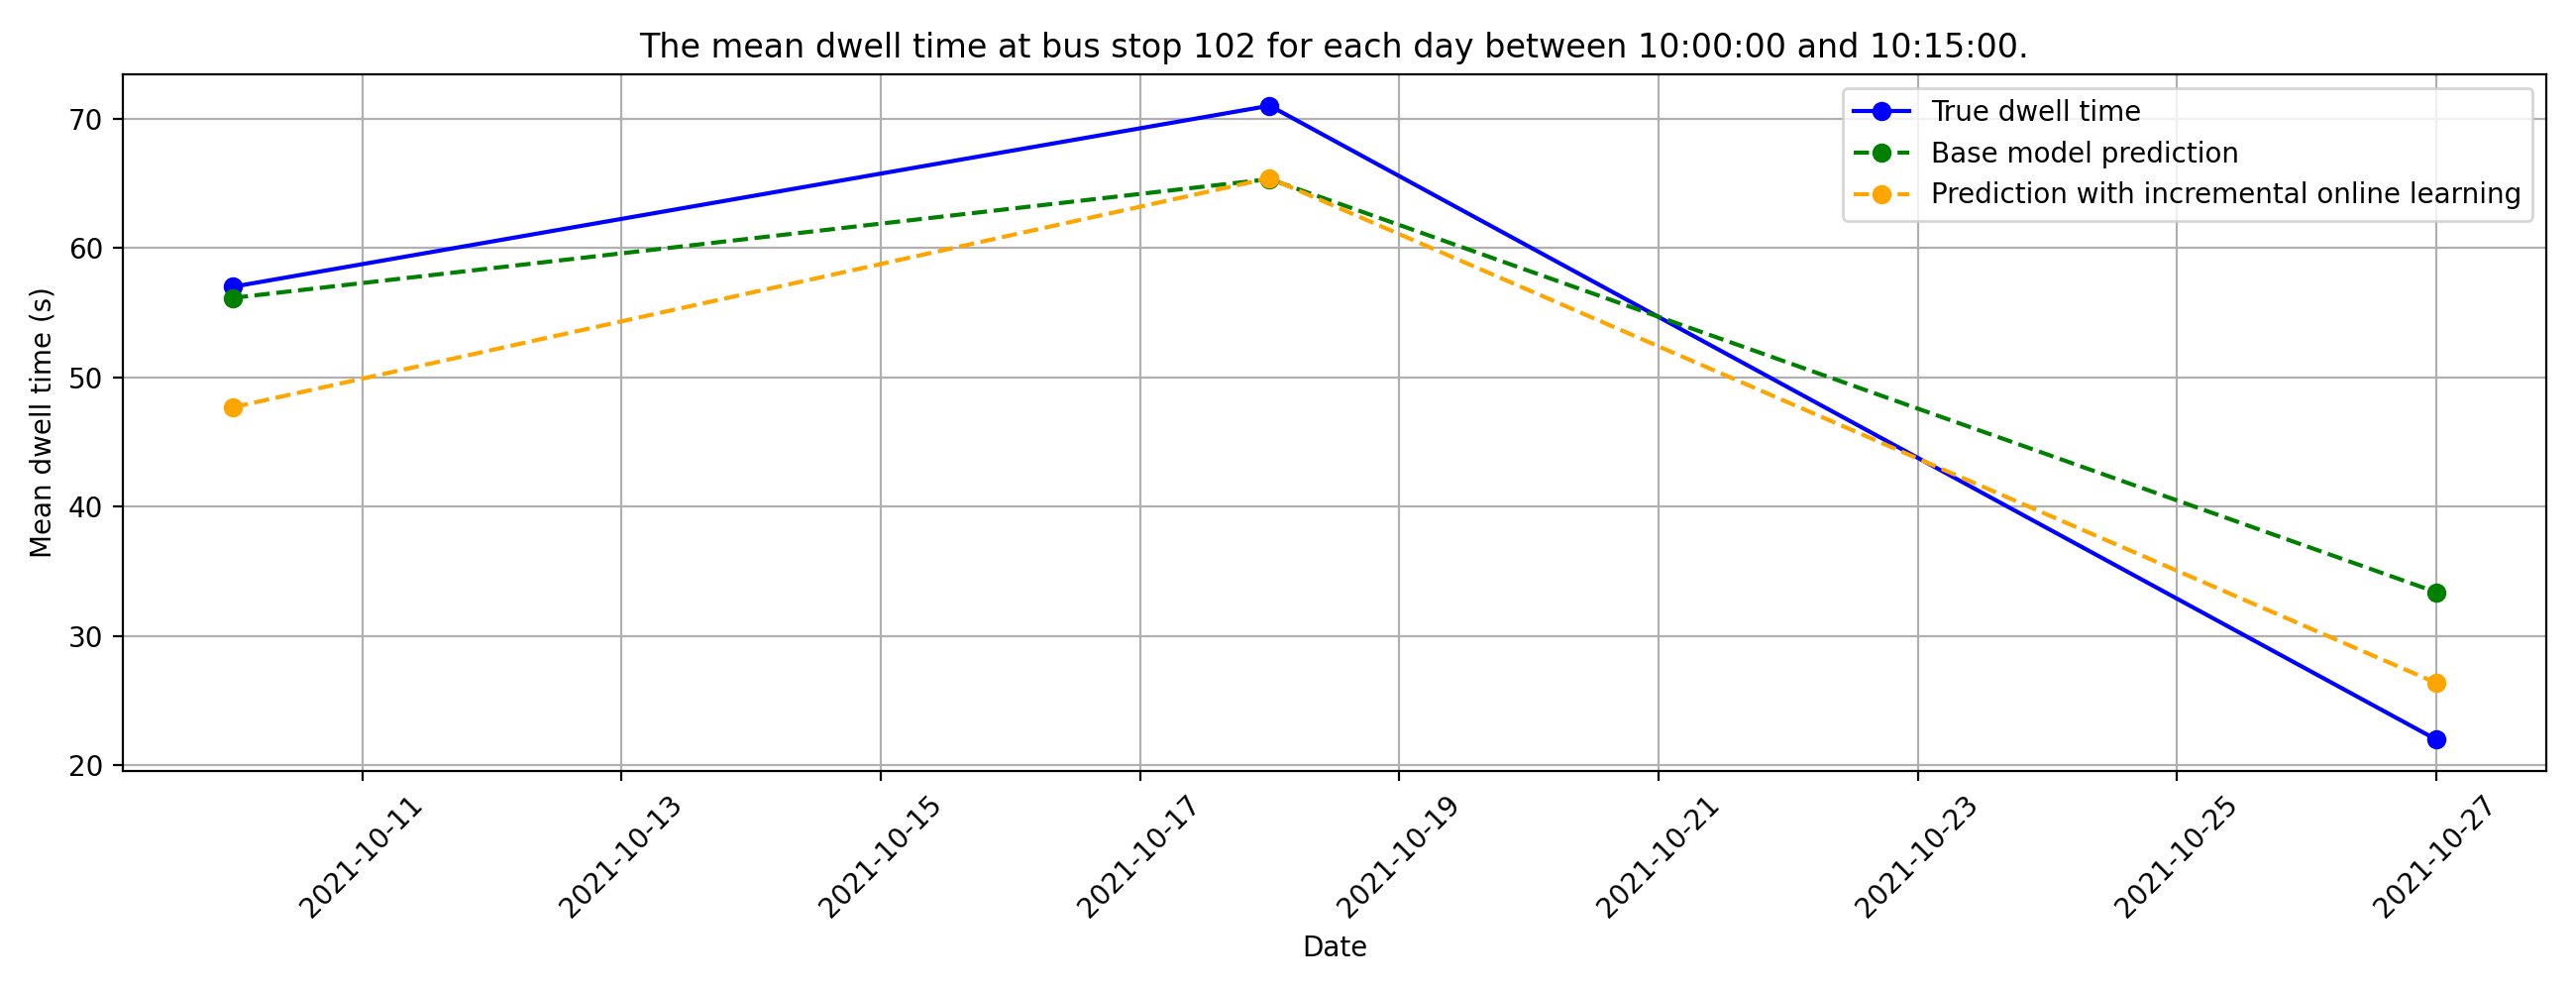 The mean dwell time at bus stop 102 for each day between 10:00:00 and 10:15:00.
True dwell time
Base model prediction
Prediction with incremental online learning
Mean dwell time (s)
70
60
50
40
30
20
2021-10-11
2021-10-13
2021-10-15
2021-10-17
2021-10-19
2021-10-21
2021-10-23
2021-10-25
2021-10-27
Date